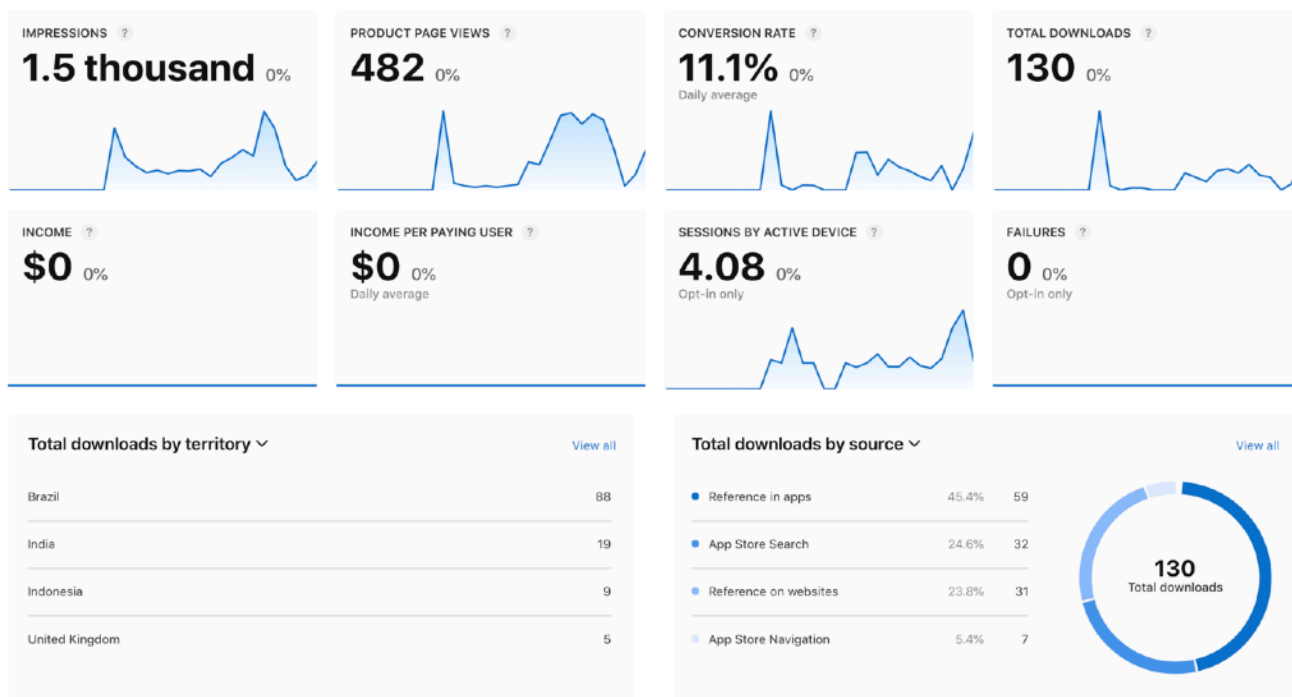 IMPRESSIONS ?
1.5 thousand 0%
PRODUCT PAGE VIEWS ?
482 0%
CONVERSION RATE ?
11.1% 0%
Daily average
TOTAL DOWNLOADS ?
130 0%
INCOME ?
$0 0%
INCOME PER PAYING USER ?
$0 0%
Daily average
SESSIONS BY ACTIVE DEVICE ?
4.08 0%
Opt-in only
FAILURES ?
0 0%
Opt-in only
Total downloads by territory
View all
Brazil 88
India 19
Indonesia 9
United Kingdom 5
Total downloads by source
View all
Reference in apps 45.4% 59
App Store Search 24.6% 32
Reference on websites 23.8% 31
App Store Navigation 5.4% 7
130
Total downloads